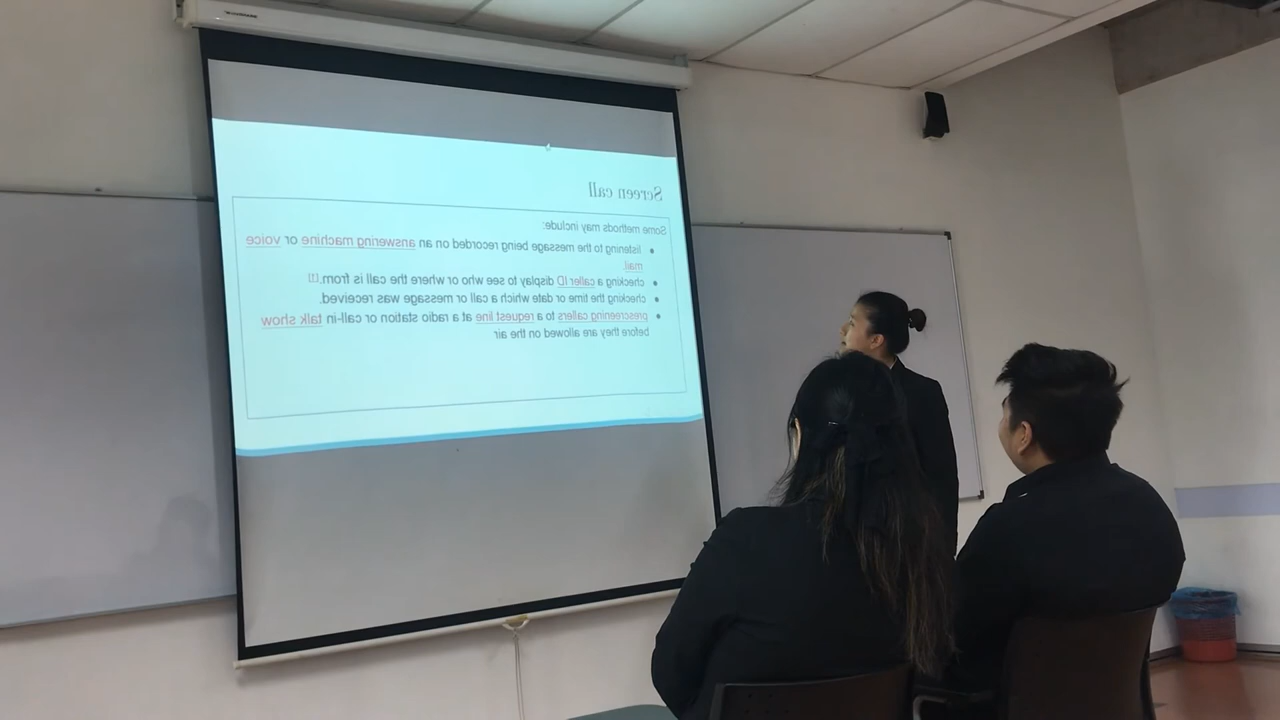 Screen call
Some methods may include:
• listening to the message being recorded on an answering machine or voice
mail.
• checking a caller ID display to see who or where the call is from.[1]
• checking the time or date which a call or message was received.
• prescreening callers to a request line at a radio station or call-in talk show
before they are allowed on the air